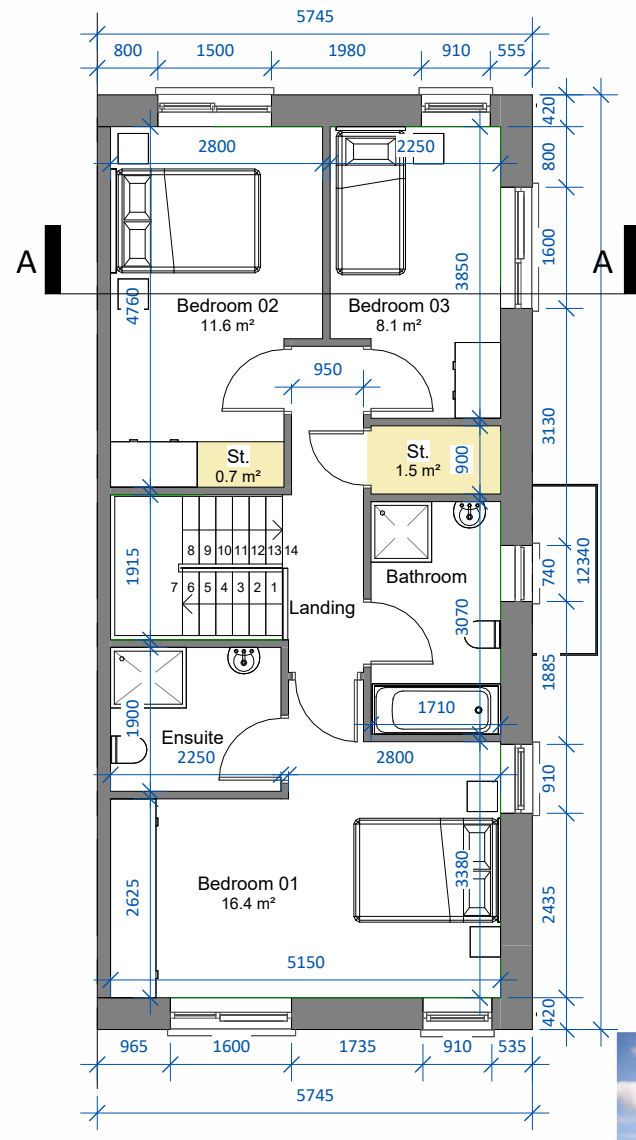 5745
800 1500 1980 910 555
420
2800 2250
800
1600
A A
4760
3850
Bedroom 02 Bedroom 03
11.6 m² 8.1 m²
950
3130
St. St.
0.7 m² 1.5 m²
900
1915
8 9 10 11 12 13 14
7 6 5 4 3 2 1
Bathroom
Landing
740
12340
3070
1885
1900
1710
Ensuite
2250 2800
910
3380
Bedroom 01
16.4 m²
2625
2435
5150
420
965 1600 1735 910 535
5745